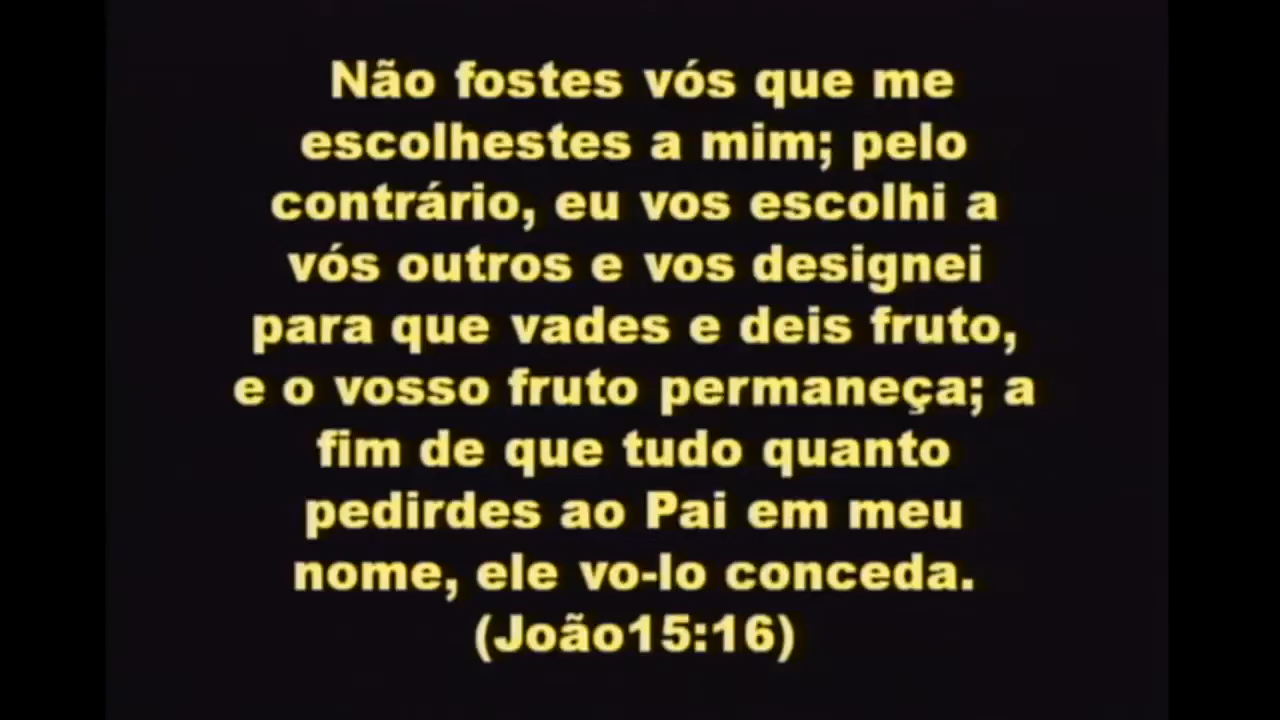 Não fostes vós que me
escolhestes a mim; pelo
contrário, eu vos escolhi a
vós outros e vos designei
para que vades e deis fruto,
e o vosso fruto permaneça; a
fim de que tudo quanto
pedirdes ao Pai em meu
nome, ele vo-lo conceda.
(João15:16)